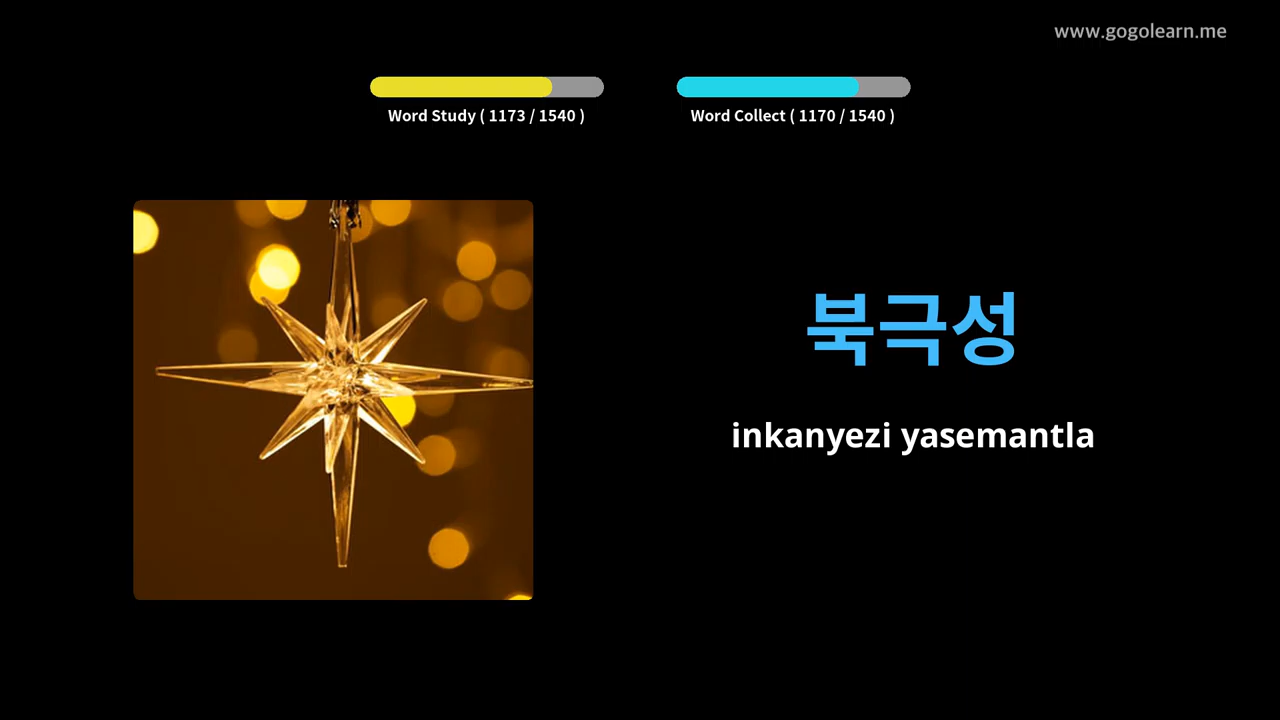 www.gogolearn.me
Word Study ( 1173 / 1540 )
Word Collect ( 1170 / 1540 )
북극성
inkanyezi yasemantla